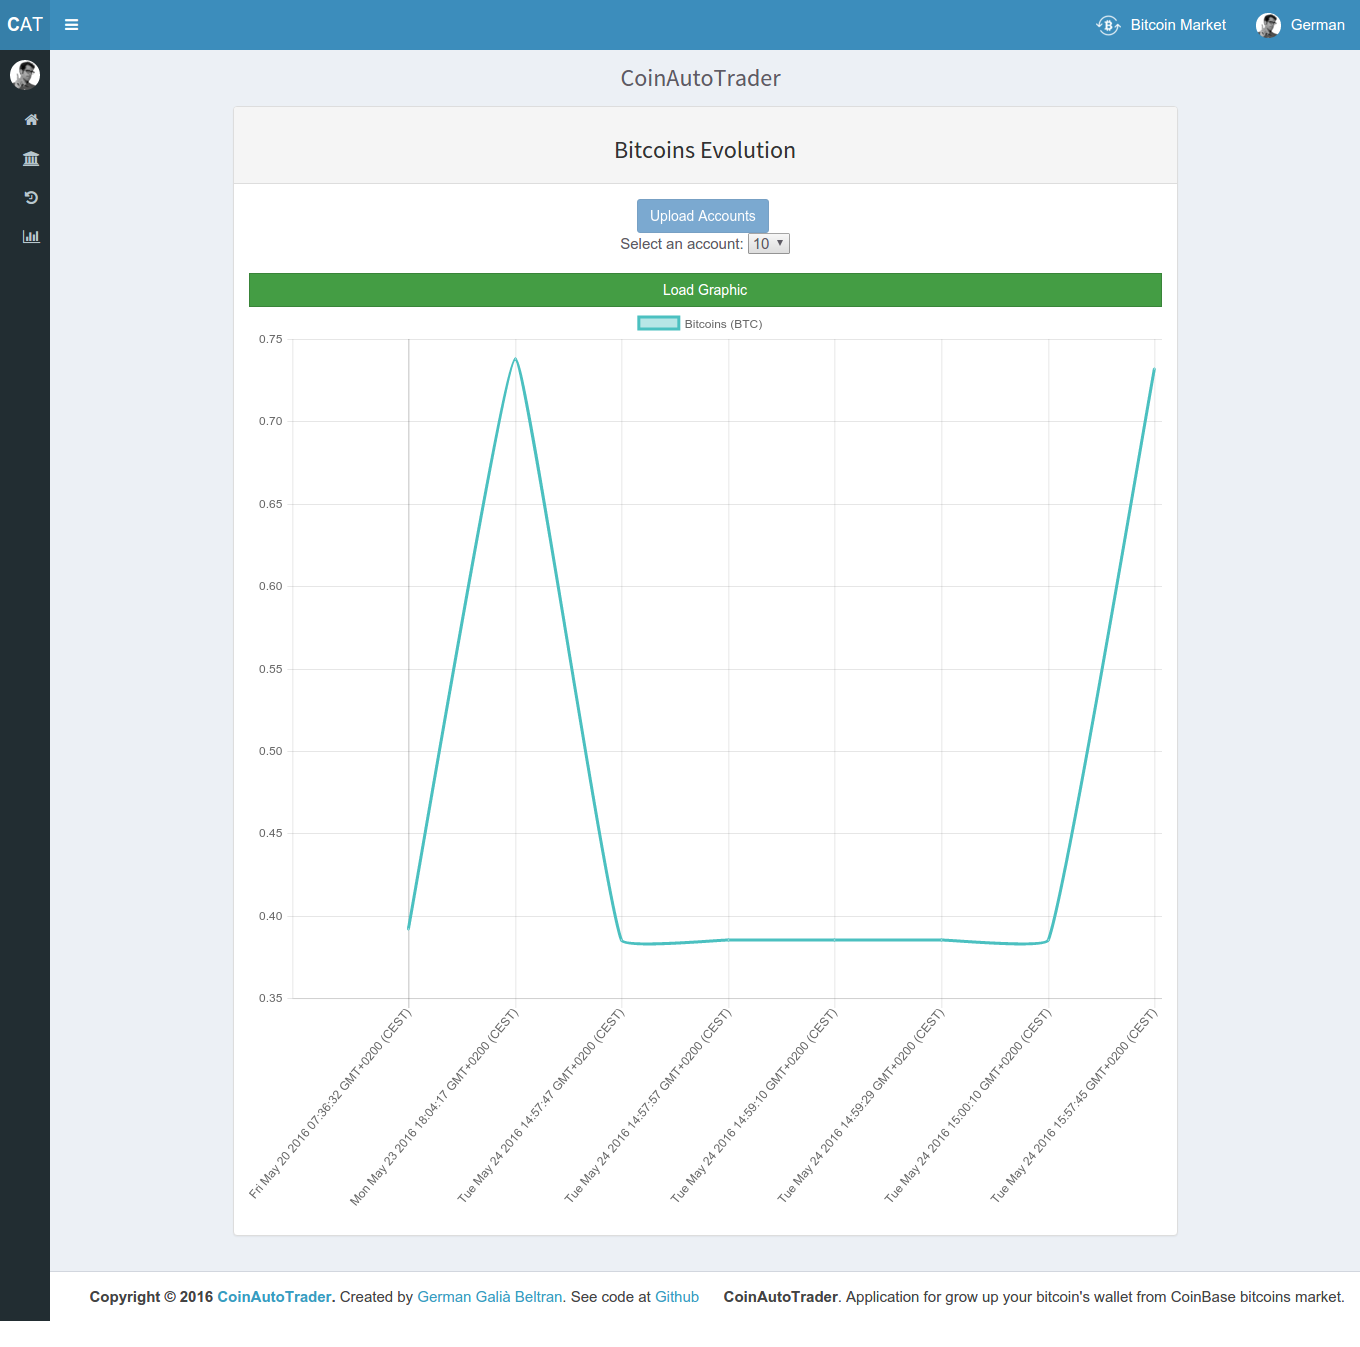 CAT
Bitcoin Market
German
CoinAutoTrader
Bitcoins Evolution
Upload Accounts
Select an account: 10
Load Graphic
Bitcoins (BTC)
0.75
0.70
0.65
0.60
0.55
0.50
0.45
0.40
0.35
Fri May 20 2016 07:36:32 GMT+0200 (CEST)
Mon May 23 2016 18:04:17 GMT+0200 (CEST)
Tue May 24 2016 14:57:47 GMT+0200 (CEST)
Tue May 24 2016 14:57:57 GMT+0200 (CEST)
Tue May 24 2016 14:59:10 GMT+0200 (CEST)
Tue May 24 2016 14:59:29 GMT+0200 (CEST)
Tue May 24 2016 15:00:10 GMT+0200 (CEST)
Tue May 24 2016 15:57:45 GMT+0200 (CEST)
Copyright © 2016 CoinAutoTrader. Created by German Galià Beltran. See code at Github
CoinAutoTrader. Application for grow up your bitcoin's wallet from CoinBase bitcoins market.